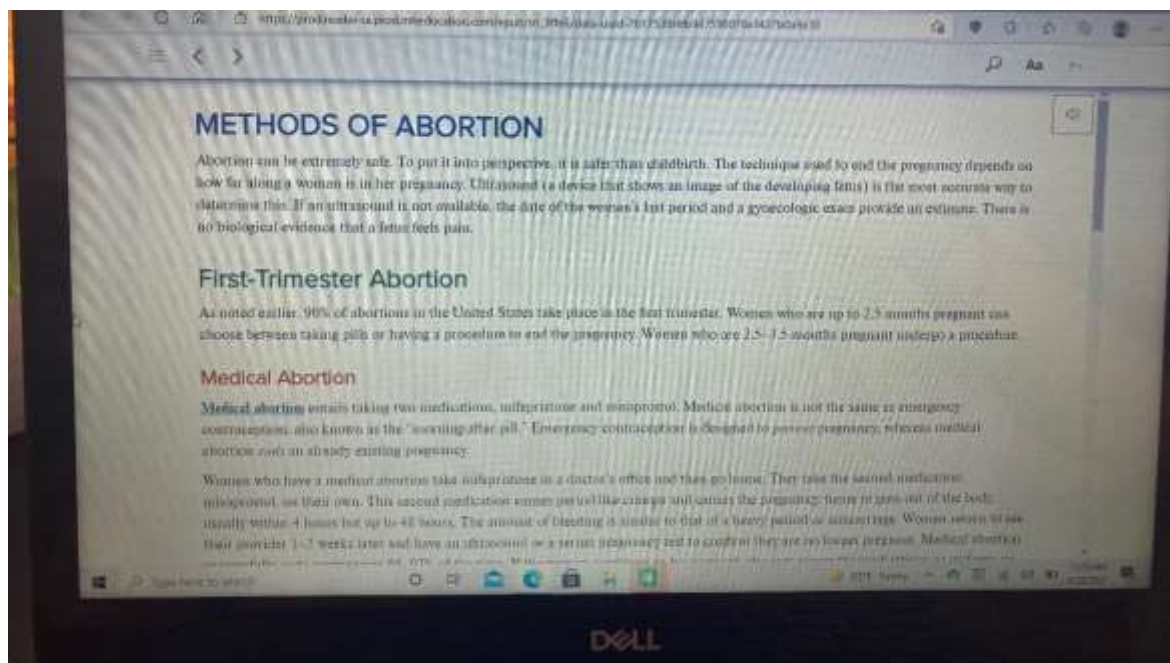 Aa
METHODS OF ABORTION
Abortion can be extremely safe. To put it into perspective, it is safer than childbirth. The technique used to end the pregnancy depends on
how far along a woman is in her pregnancy. Ultrasound (a device that shows an image of the developing fetus) is the most accurate way to
determine this. If an ultrasound is not available, the date of the women's last period and a gynecologic exam provide an estimate. There is
no biological evidence that a fetus feels pain.
First-Trimester Abortion
As noted earlier, 90% of abortions in the United States take place in the first trimester. Women who are up to 2.5 months pregnant can
choose between taking pills or having a procedure to end the pregnancy. Women who are 2.5–3.5 months pregnant undergo a procedure.
Medical Abortion
Medical abortion entails taking two medications, mifepristone and misoprostol. Medical abortion is not the same as emergency
contraception, also known as the "morning-after pill." Emergency contraception is designed to prevent pregnancy, whereas medical
abortion ends an already existing pregnancy.
Women who have a medical abortion take mifepristone in a doctor's office and then go home. They take the second medication,
misoprostol, on their own. This second medication causes period-like cramps and causes the pregnancy tissue to pass out of the body,
usually within 4 hours but up to 48 hours. The amount of bleeding is similar to that of a heavy period or miscarriage. Women return to see
their provider 1–2 weeks later and have an ultrasound or a serum pregnancy test to confirm they are no longer pregnant. Medical abortion
Type here to search
DELL